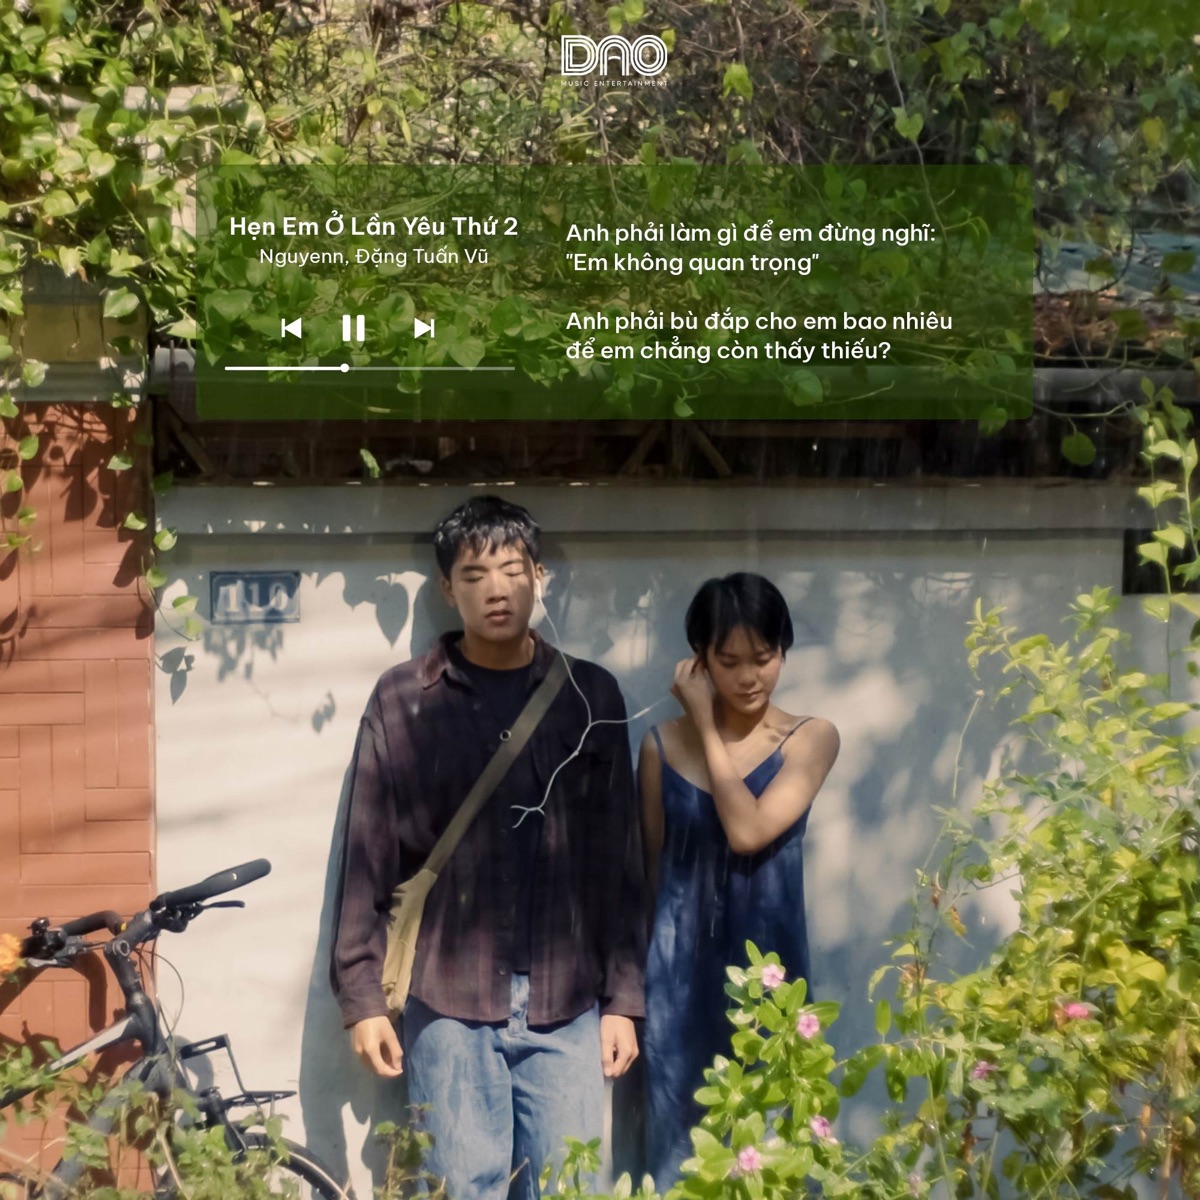 DAO
MUSIC ENTERTAINMENT
Hẹn Em Ở Lần Yêu Thứ 2
Nguyenn, Đặng Tuấn Vũ
Anh phải làm gì để em đừng nghĩ:
"Em không quan trọng"
Anh phải bù đắp cho em bao nhiêu
để em chẳng còn thấy thiếu?